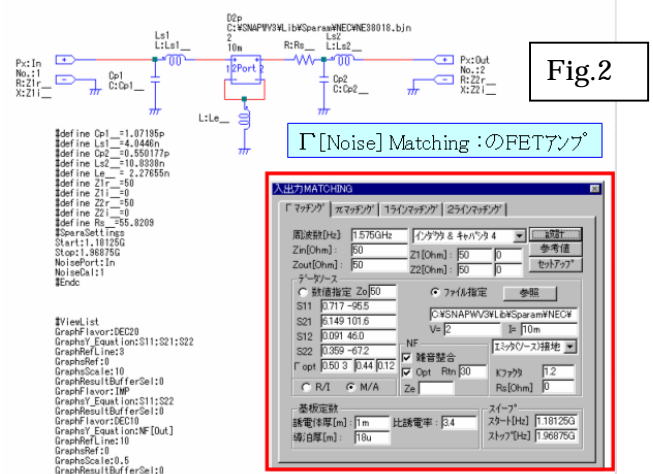 D2p
C:¥SNAPWV3¥Lib¥Sparam¥NEC¥NE38018.bjn
2
10m
Ls1
L:Ls1__
R:Rs__
Ls2
L:Ls2__
Px:In
No.:1
R:Z1r__
X:Z1i__
Cp1
C:Cp1__
1 2Port 2
Cp2
C:Cp2__
Px:Out
No.:2
R:Z2r__
X:Z2i__
L:Le__
Fig.2
Γ[Noise] Matching:のFETアンプ
#define Cp1__=1.07195p
#define Ls1__=4.0446n
#define Cp2__=0.550177p
#define Ls2__=10.8338n
#define Le__ = 2.27655n
#define Z1r__=50
#define Z1i__=0
#define Z2r__=50
#define Z2i__=0
#define Rs__=55.8209
#SparaSettings
Start:1.18125G
Stop:1.96875G
NoisePort:In
NoiseCal:1
#Endc
#ViewList
GraphFlavor:DEC20
GraphsY_Equation:S11;S21;S22
GraphRefLine:3
GraphsRef:0
GraphsScale:10
GraphResultBufferSel:0
GraphFlavor:IMP
GraphsY_Equation:S11;S22
GraphResultBufferSel:0
GraphFlavor:DEC10
GraphsY_Equation:NF[Out]
GraphRefLine:10
GraphsRef:0
GraphsScale:0.5
GraphResultBufferSel:0
入出力MATCHING
Γマッチング πマッチング 1ラインマッチング 2ラインマッチング
周波数[Hz] 1.575GHz インダクタ & キャパシタ 4 設計
Zin[Ohm]: 50 Z1[Ohm]: 50 0 参考値
Zout[Ohm]: 50 Z2[Ohm]: 50 0 セットアップ
データソース
数値指定 Zo 50 ファイル指定 参照
S11 0.717 -95.5 C:¥SNAPWV3¥Lib¥Sparam¥NEC¥
S21 6.149 101.6 V= 2 I= 10m
S12 0.091 46.0 NF エミッタ(ソース)接地
S22 0.359 -67.2 雑音整合
Γopt 0.50 3 0.44 0.12 Opt Rtn 30 Kファクタ 1.2
R/I M/A Ze Rs[Ohm] 0
基板定数 スイープ
誘電体厚[m]: 1m 比誘電率: 3.4 スタート[Hz] 1.18125G
導泊厚[m]: 18u ストップ[Hz] 1.96875G